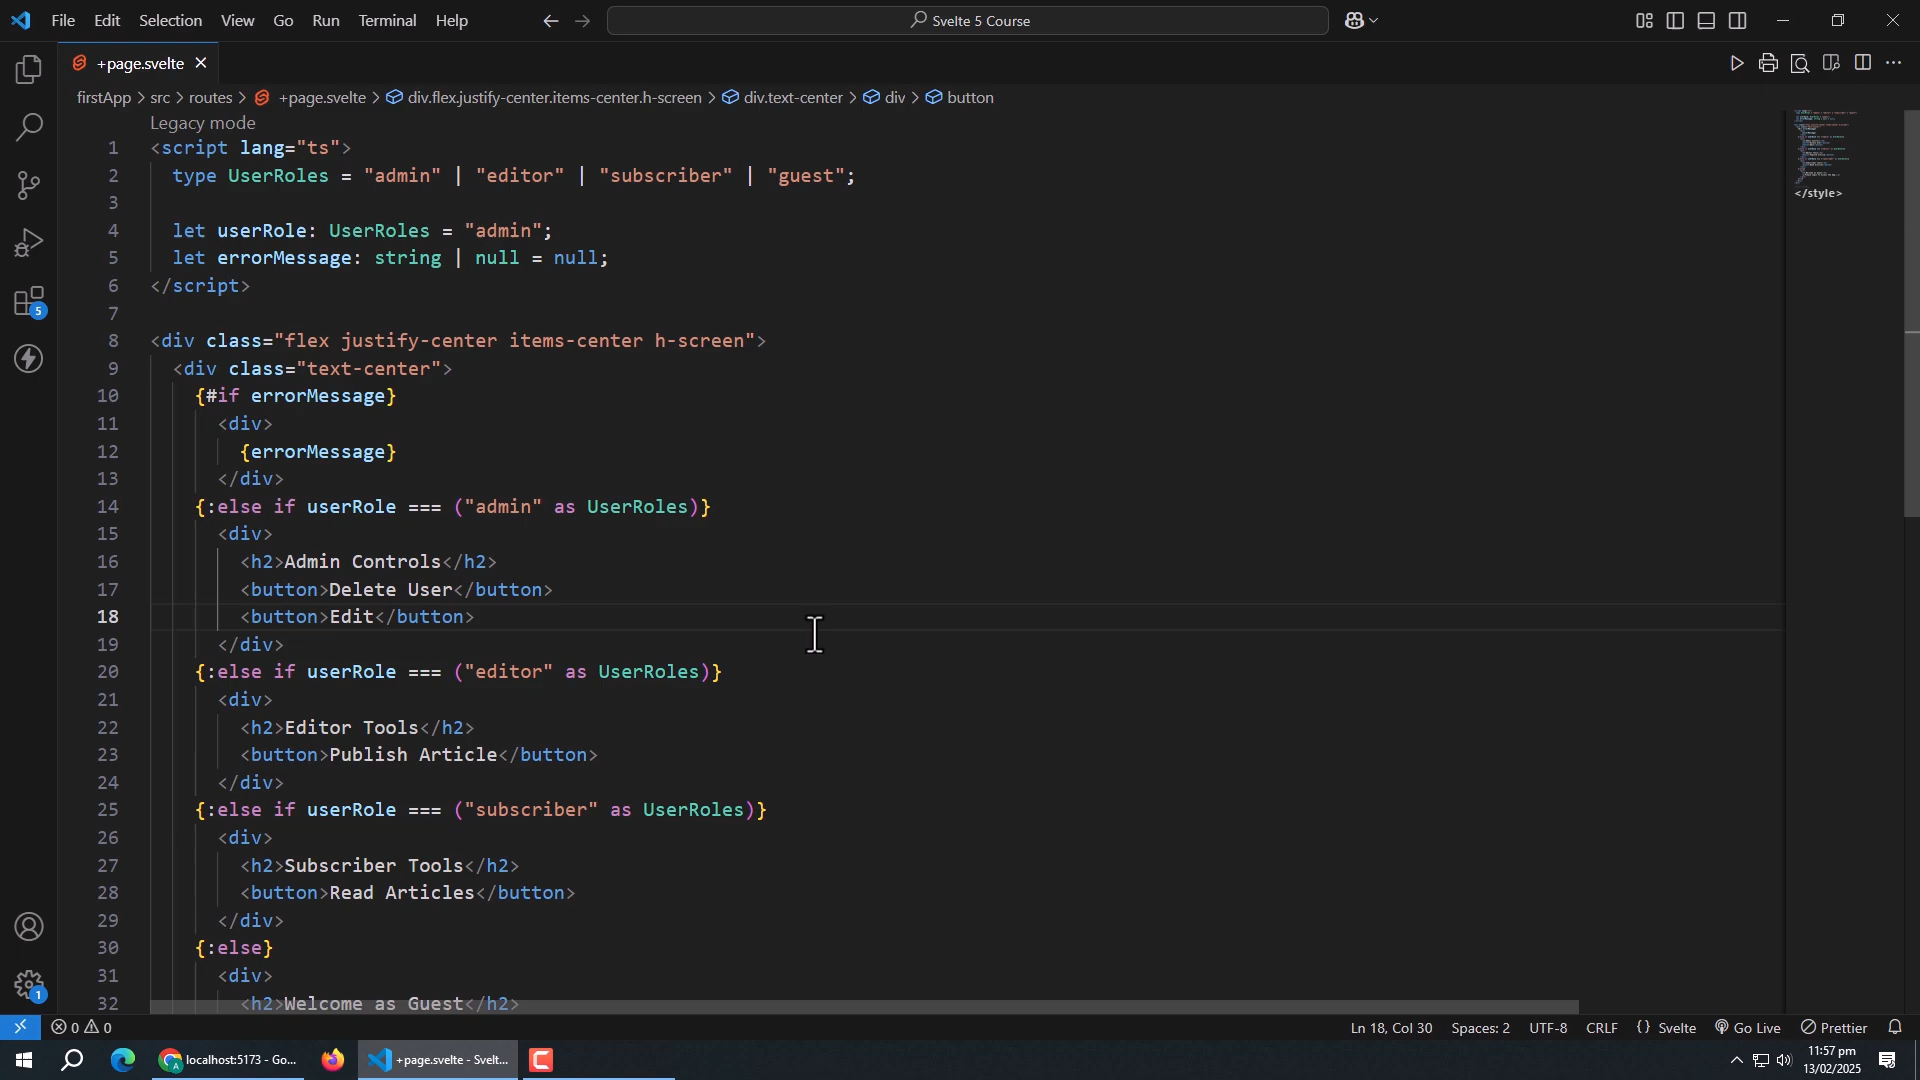 File Edit Selection View Go Run Terminal Help
Svelte 5 Course
+page.svelte
firstApp > src > routes > +page.svelte > div.flex.justify-center.items-center.h-screen > div.text-center > div > button
Legacy mode
1 <script lang="ts">
2 type UserRoles = "admin" | "editor" | "subscriber" | "guest";
3
4 let userRole: UserRoles = "admin";
5 let errorMessage: string | null = null;
6 </script>
7
8 <div class="flex justify-center items-center h-screen">
9 <div class="text-center">
10 {#if errorMessage}
11 <div>
12 {errorMessage}
13 </div>
14 {:else if userRole === ("admin" as UserRoles)}
15 <div>
16 <h2>Admin Controls</h2>
17 <button>Delete User</button>
18 <button>Edit</button>
19 </div>
20 {:else if userRole === ("editor" as UserRoles)}
21 <div>
22 <h2>Editor Tools</h2>
23 <button>Publish Article</button>
24 </div>
25 {:else if userRole === ("subscriber" as UserRoles)}
26 <div>
27 <h2>Subscriber Tools</h2>
28 <button>Read Articles</button>
29 </div>
30 {:else}
31 <div>
32 <h2>Welcome as Guest</h2>
</style>
5
1
0 0
Ln 18, Col 30 Spaces: 2 UTF-8 CRLF {} Svelte Go Live Prettier
localhost:5173 - Go...
+page.svelte - Svelt...
11:57 pm
13/02/2025